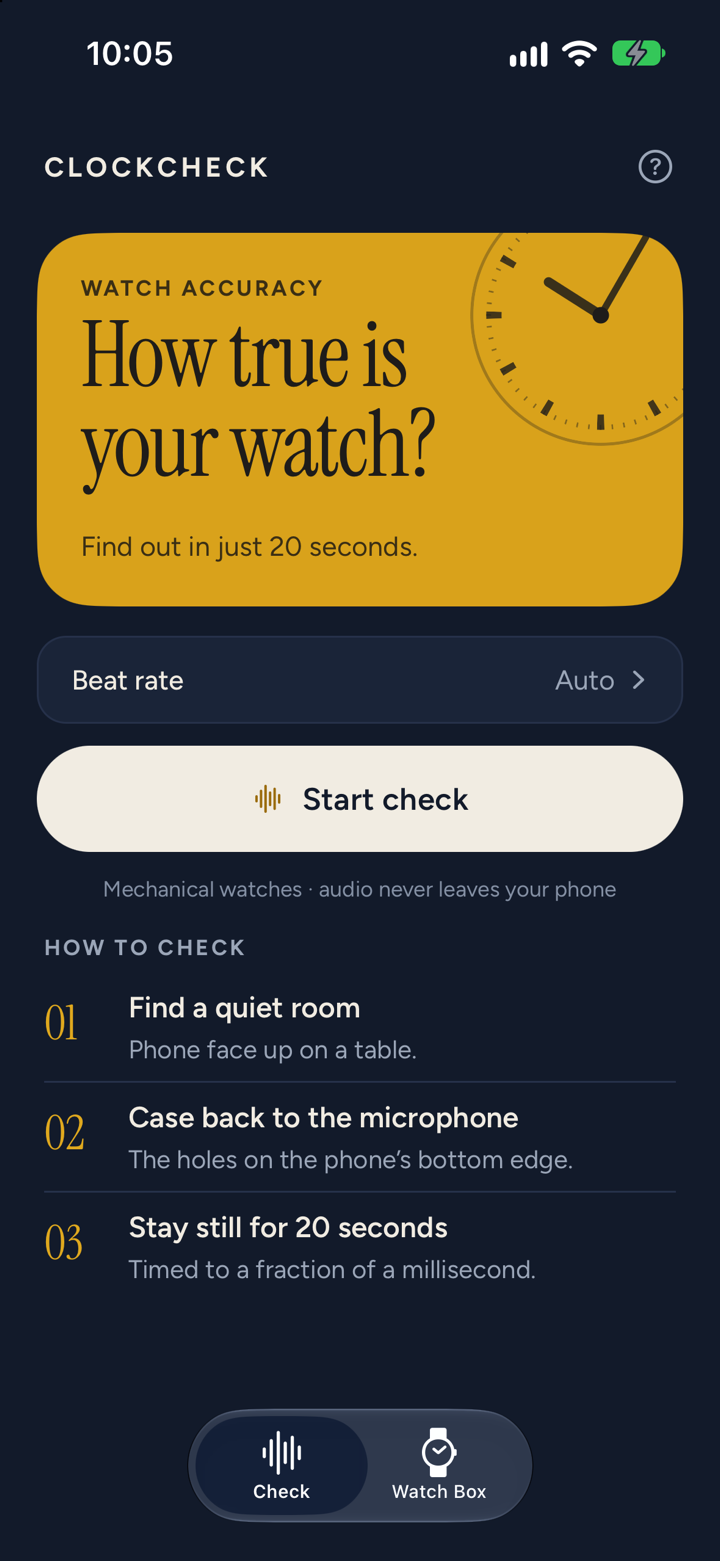 10:05
CLOCKCHECK
?
WATCH ACCURACY
How true is
your watch?
Find out in just 20 seconds.
Beat rate
Auto
Start check
Mechanical watches · audio never leaves your phone
HOW TO CHECK
01
Find a quiet room
Phone face up on a table.
02
Case back to the microphone
The holes on the phone’s bottom edge.
03
Stay still for 20 seconds
Timed to a fraction of a millisecond.
Check
Watch Box